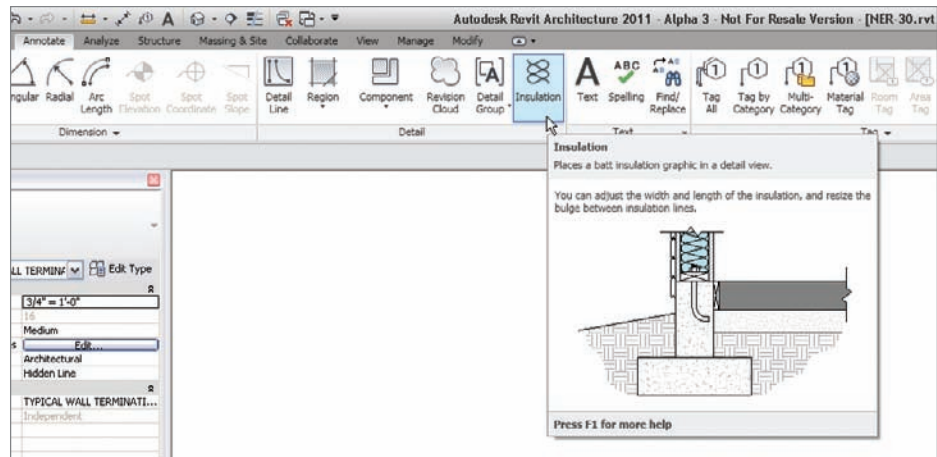 Autodesk Revit Architecture 2011 - Alpha 3 - Not For Resale Version - [NER-30.rvt
Annotate Analyze Structure Massing & Site Collaborate View Manage Modify
ngular Radial Arc Length Spot Elevation Spot Coordinate Spot Slope Detail Line Region Component Revision Cloud Detail Group Insulation Text Spelling Find/ Replace Tag All Tag by Category Multi- Category Material Tag Room Tag Area Tag
Dimension Detail Text Tag
Insulation
Places a batt insulation graphic in a detail view.
You can adjust the width and length of the insulation, and resize the
bulge between insulation lines.
Press F1 for more help
LL TERMINA Edit Type
3/4" = 1'-0"
16
Medium
s Edit...
Architectural
Hidden Line
TYPICAL WALL TERMINATI...
Independent